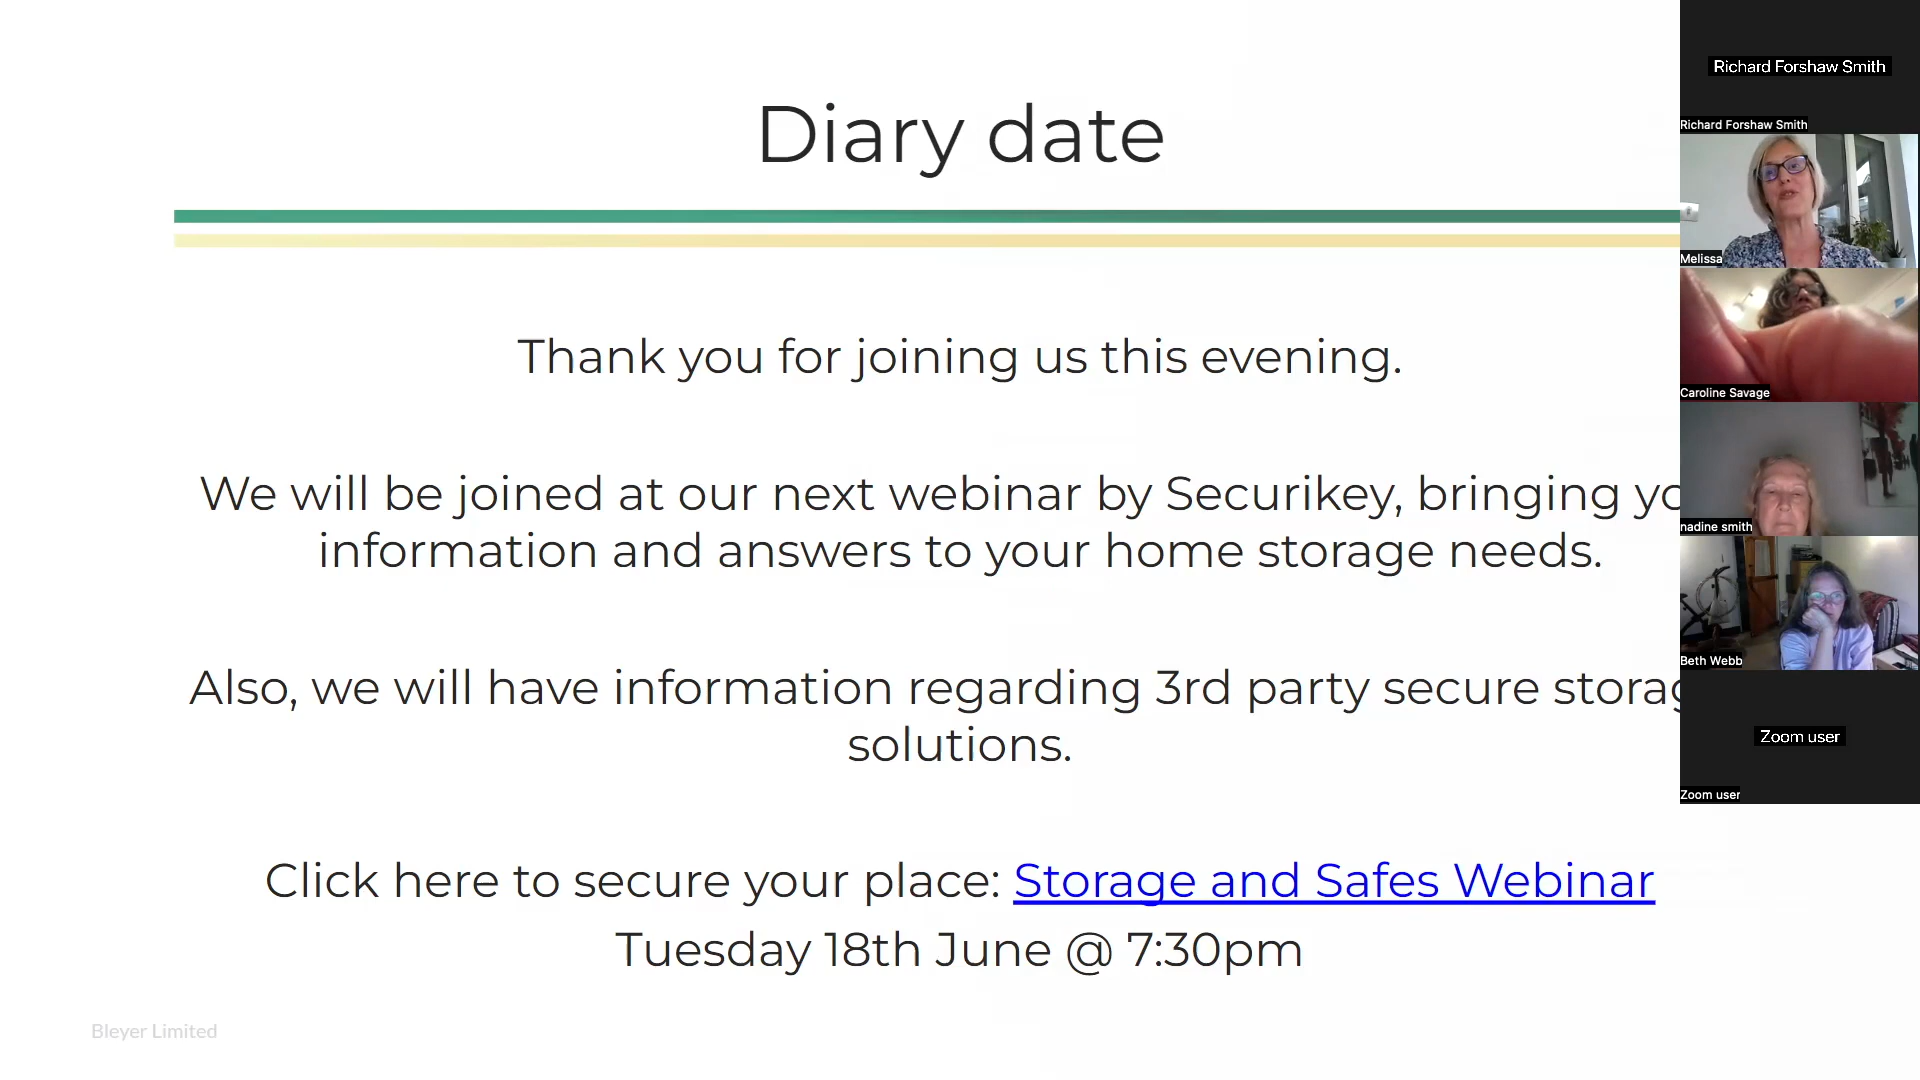 Diary date
Thank you for joining us this evening.
We will be joined at our next webinar by Securikey, bringing
information and answers to your home storage needs.
Also, we will have information regarding 3rd party secure
solutions.
Click here to secure your place: Storage and Safes Webinar
Tuesday 18th June @ 7:30pm
Bleyer Limited
Richard Forshaw Smith
Richard Forshaw Smith
Melissa
Caroline Savage
nadine smith
Beth Webb
Zoom user
Zoom user